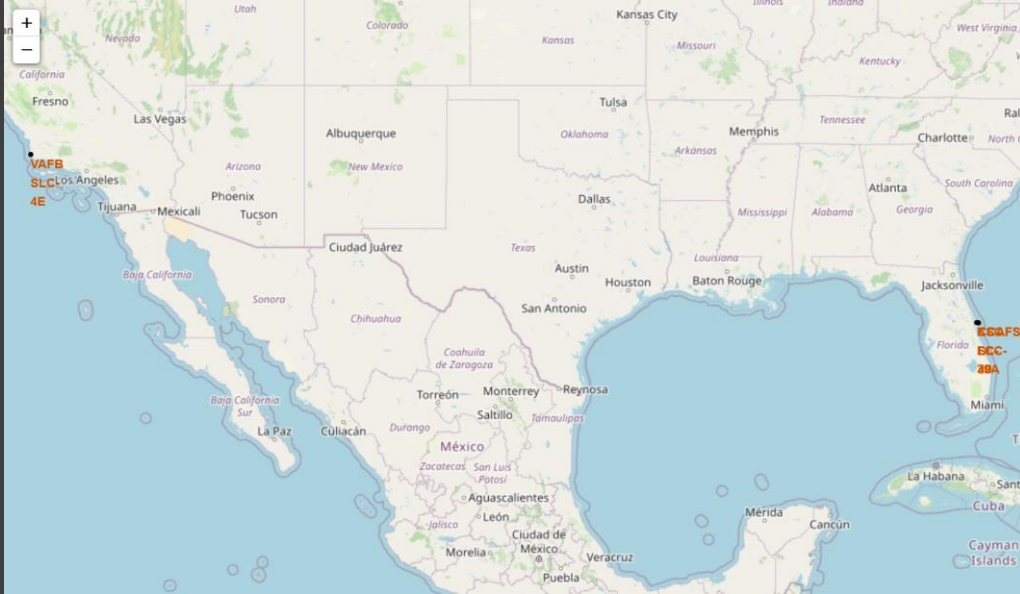 +
−
Utah
Colorado
Kansas City
Illinois
Indiana
Nevada
Kansas
Missouri
West Virginia
Kentucky
California
Fresno
Las Vegas
Tulsa
Albuquerque
Oklahoma
Memphis
Tennessee
Charlotte
Arkansas
Arizona
New Mexico
VAFB
SLC-
4E
Los Angeles
Phoenix
Atlanta
South Carolina
Tijuana
Mexicali
Tucson
Dallas
Mississippi
Alabama
Georgia
Ciudad Juárez
Texas
Louisiana
Baja California
Austin
Houston
Baton Rouge
Jacksonville
Sonora
San Antonio
Chihuahua
Florida
Coahuila
de Zaragoza
Torreón
Monterrey
Reynosa
Miami
Baja California
Sur
Saltillo
Tamaulipas
La Paz
Culiacán
Durango
México
Zacatecas
San Luis
Potosí
La Habana
Aguascalientes
Cuba
León
Mérida
Cancún
Jalisco
Ciudad de
México
Morelia
Veracruz
Cayman
Islands
Puebla